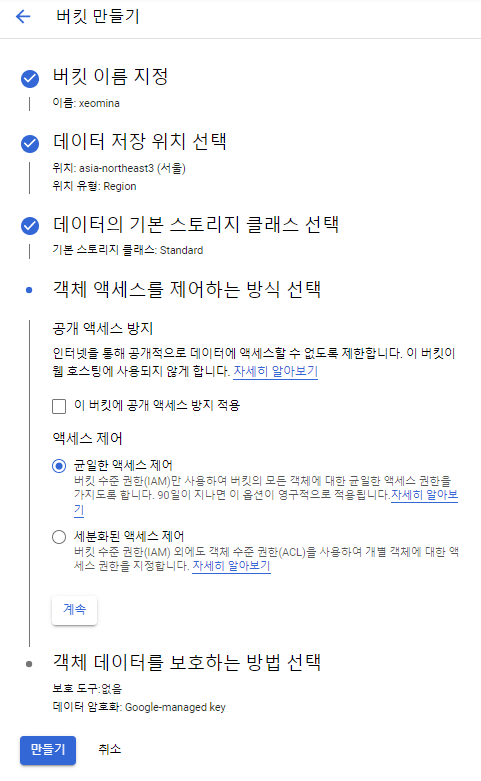 버킷 만들기
버킷 이름 지정
이름: xeomina
데이터 저장 위치 선택
위치: asia-northeast3 (서울)
위치 유형: Region
데이터의 기본 스토리지 클래스 선택
기본 스토리지 클래스: Standard
객체 액세스를 제어하는 방식 선택
공개 액세스 방지
인터넷을 통해 공개적으로 데이터에 액세스할 수 없도록 제한합니다. 이 버킷이
웹 호스팅에 사용되지 않게 합니다. 자세히 알아보기
이 버킷에 공개 액세스 방지 적용
액세스 제어
균일한 액세스 제어
버킷 수준 권한(IAM)만 사용하여 버킷의 모든 객체에 대한 균일한 액세스 권한을
가지도록 합니다. 90일이 지나면 이 옵션이 영구적으로 적용됩니다.자세히 알아보
기
세분화된 액세스 제어
버킷 수준 권한(IAM) 외에도 객체 수준 권한(ACL)을 사용하여 개별 객체에 대한 액
세스 권한을 지정합니다. 자세히 알아보기
계속
객체 데이터를 보호하는 방법 선택
보호 도구:없음
데이터 암호화: Google-managed key
만들기 취소